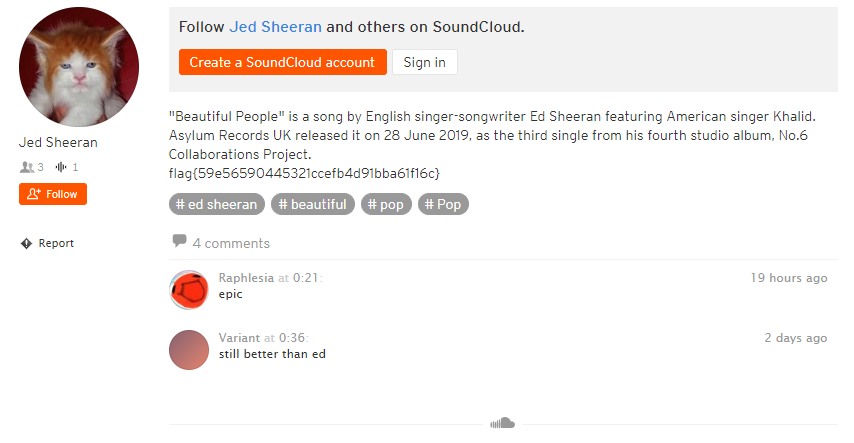 Follow Jed Sheeran and others on SoundCloud.
Create a SoundCloud account
Sign in
Jed Sheeran
3
1
Follow
Report
"Beautiful People" is a song by English singer-songwriter Ed Sheeran featuring American singer Khalid.
Asylum Records UK released it on 28 June 2019, as the third single from his fourth studio album, No.6
Collaborations Project.
flag{59e56590445321ccefb4d91bba61f16c}
# ed sheeran
# beautiful
# pop
# Pop
4 comments
Raphlesia at 0:21:
19 hours ago
epic
Variant at 0:36:
2 days ago
still better than ed